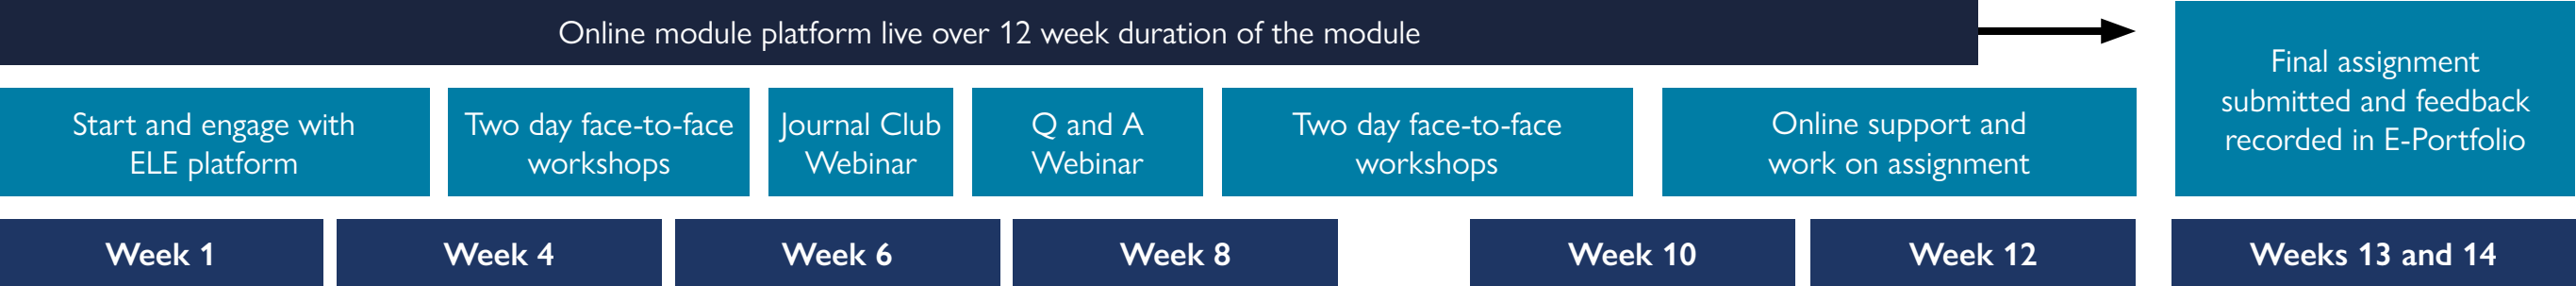 Online module platform live over 12 week duration of the module
Start and engage with
ELE platform
Two day face-to-face
workshops
Journal Club
Webinar
Q and A
Webinar
Two day face-to-face
workshops
Online support and
work on assignment
Final assignment
submitted and feedback
recorded in E-Portfolio
Week 1
Week 4
Week 6
Week 8
Week 10
Week 12
Weeks 13 and 14